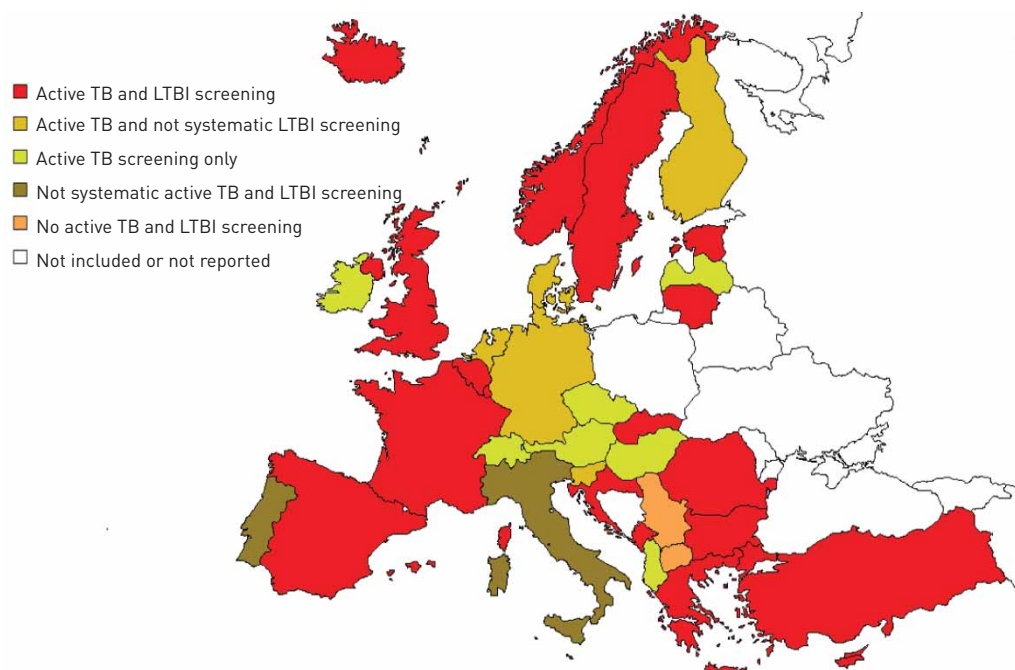 Active TB and LTBI screening
Active TB and not systematic LTBI screening
Active TB screening only
Not systematic active TB and LTBI screening
No active TB and LTBI screening
Not included or not reported